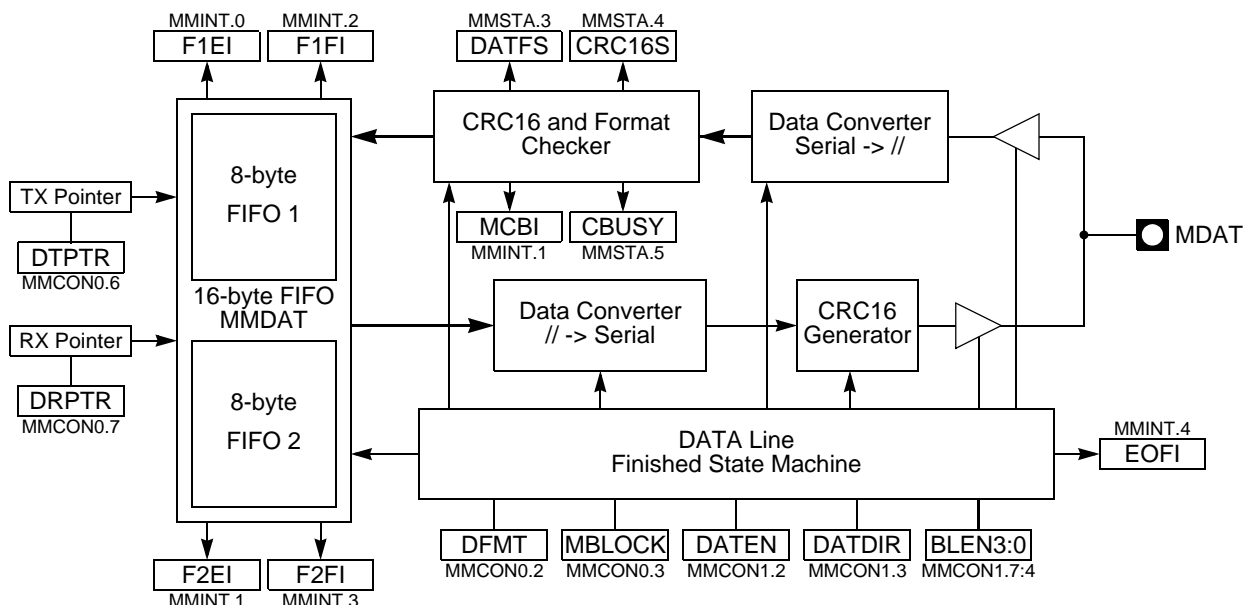 MMINT.0
MMINT.2
MMSTA.3
MMSTA.4
F1EI
F1FI
DATFS
CRC16S
8-byte
FIFO 1
CRC16 and Format
Checker
Data Converter
Serial -> //
TX Pointer
DTPTR
MMCON0.6
MCBI
MMINT.1
CBUSY
MMSTA.5
MDAT
16-byte FIFO
MMDAT
Data Converter
// -> Serial
CRC16
Generator
RX Pointer
DRPTR
MMCON0.7
8-byte
FIFO 2
DATA Line
Finished State Machine
MMINT.4
EOFI
DFMT
MBLOCK
DATEN
DATDIR
BLEN3:0
MMCON0.2
MMCON0.3
MMCON1.2
MMCON1.3
MMCON1.7:4
F2EI
F2FI
MMINT.1
MMINT.3